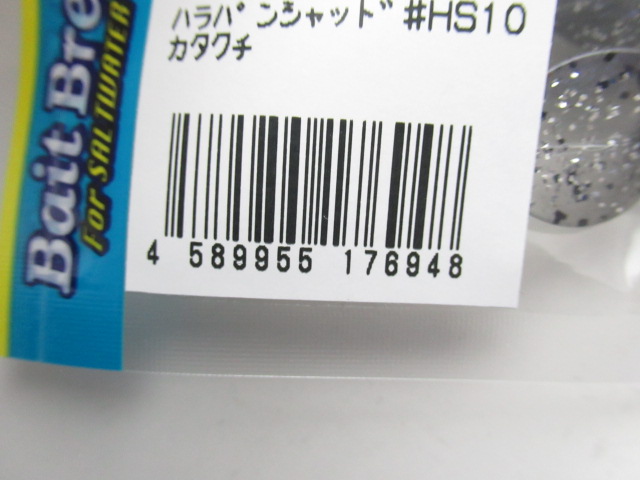 ハラパンシャッド #HS10
カタクチ
4 589955 176948
Bait Bre
FOR SALTWATER